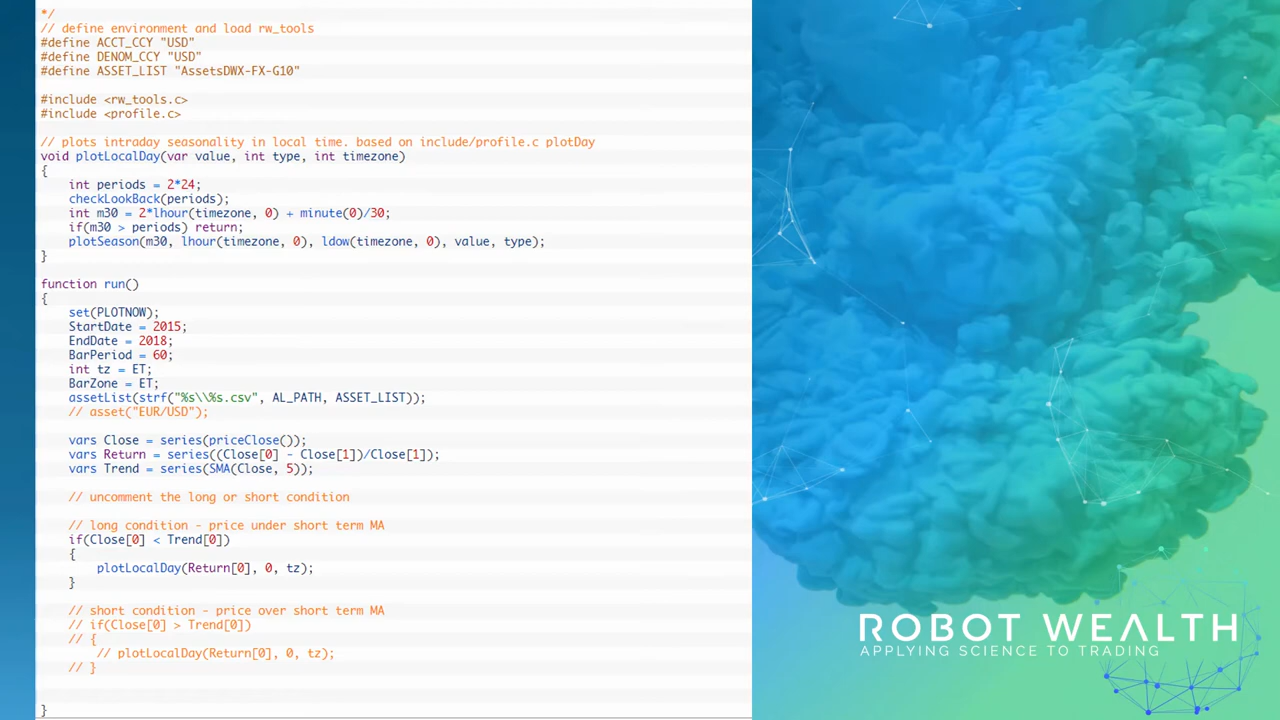 */
// define environment and load rw_tools
#define ACCT_CCY "USD"
#define DENOM_CCY "USD"
#define ASSET_LIST "AssetsDWX-FX-G10"
#include <rw_tools.c>
#include <profile.c>
// plots intraday seasonality in local time. based on include/profile.c plotDay
void plotLocalDay(var value, int type, int timezone)
{
int periods = 2*24;
checkLookBack(periods);
int m30 = 2*lhour(timezone, 0) + minute(0)/30;
if(m30 > periods) return;
plotSeason(m30, lhour(timezone, 0), ldow(timezone, 0), value, type);
}
function run()
{
set(PLOTNOW);
StartDate = 2015;
EndDate = 2018;
BarPeriod = 60;
int tz = ET;
BarZone = ET;
assetList(strf("%s\\%s.csv", AL_PATH, ASSET_LIST));
// asset("EUR/USD");
vars Close = series(priceClose());
vars Return = series((Close[0] - Close[1])/Close[1]);
vars Trend = series(SMA(Close, 5));
// uncomment the long or short condition
// long condition - price under short term MA
if(Close[0] < Trend[0])
{
plotLocalDay(Return[0], 0, tz);
}
// short condition - price over short term MA
// if(Close[0] > Trend[0])
// {
// plotLocalDay(Return[0], 0, tz);
// }
}
ROBOT WEALTH
APPLYING SCIENCE TO TRADING